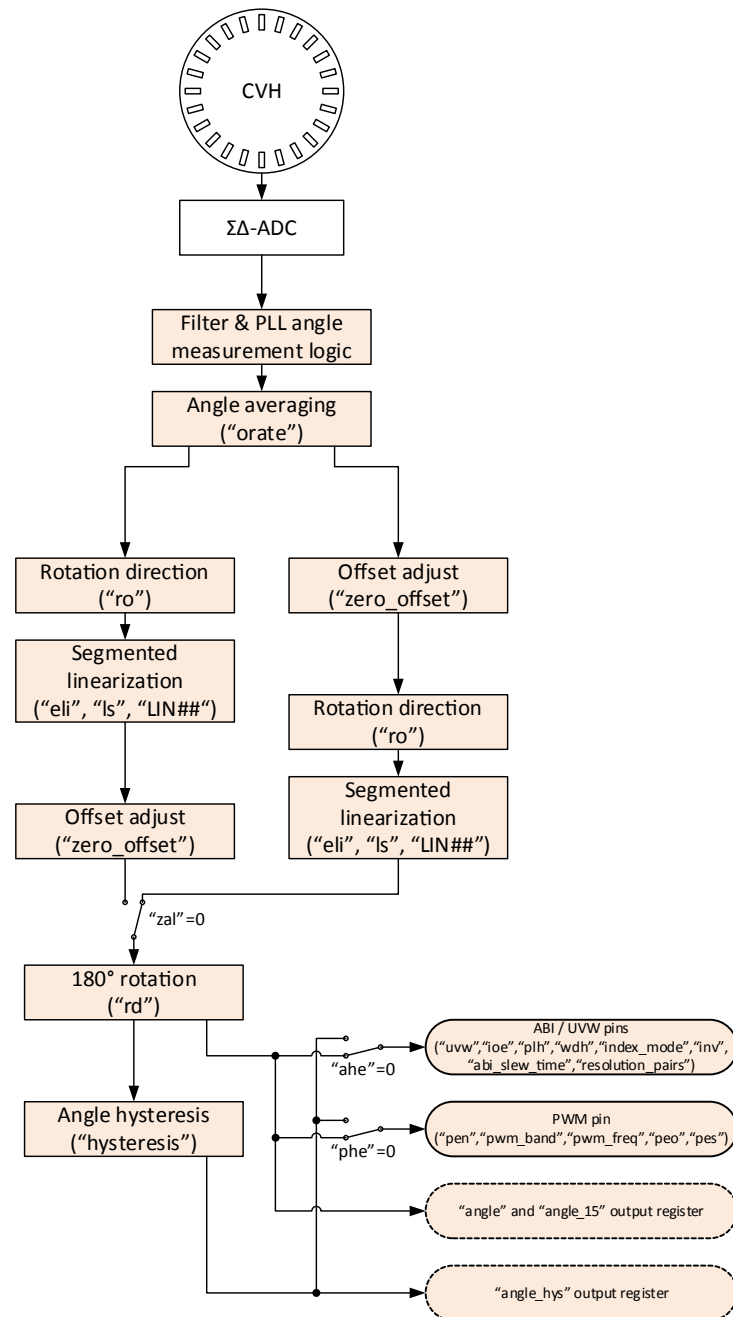 CVH
ΣΔ-ADC
Filter & PLL angle
measurement logic
Angle averaging
(“orate”)
Rotation direction
(“ro”)
Segmented
linearization
(“eli”, “ls”, “LIN##“)
Offset adjust
(“zero_offset”)
Offset adjust
(“zero_offset”)
Rotation direction
(“ro”)
Segmented
linearization
(“eli”, “ls”, “LIN##”)
“zal”=0
180° rotation
(“rd”)
Angle hysteresis
(“hysteresis”)
“ahe”=0
“phe”=0
ABI / UVW pins
(“uvw”,“ioe”,“plh”,“wdh”,“index_mode”,“inv”,
“abi_slew_time”,“resolution_pairs”)
PWM pin
(“pen”,“pwm_band”,“pwm_freq”,“peo”,“pes”)
“angle” and “angle_15” output register
“angle_hys” output register